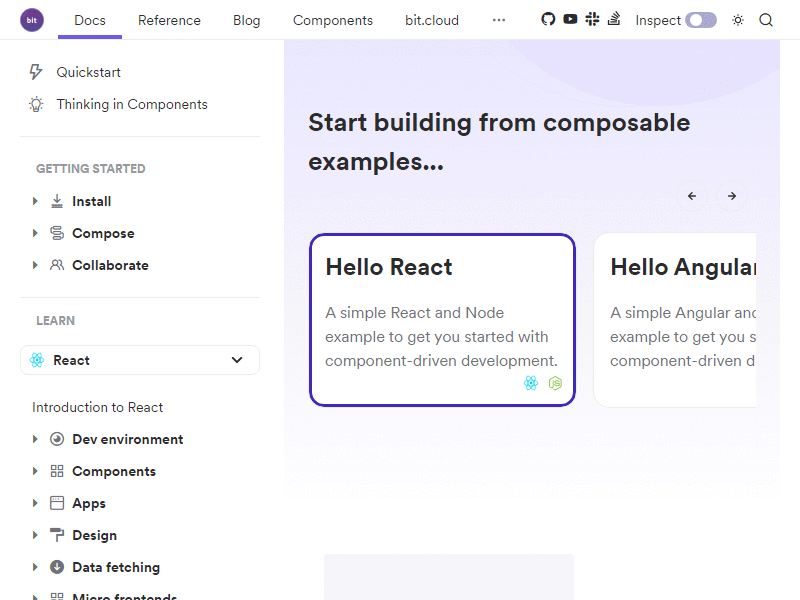 bit Docs Reference Blog Components bit.cloud ... Inspect
Quickstart
Thinking in Components
GETTING STARTED
Install
Compose
Collaborate
LEARN
React
Introduction to React
Dev environment
Components
Apps
Design
Data fetching
Micro frontends
Start building from composable
examples...
Hello React
A simple React and Node
example to get you started with
component-driven development.
JS
Hello Angular
A simple Angular and
example to get you s
component-driven d